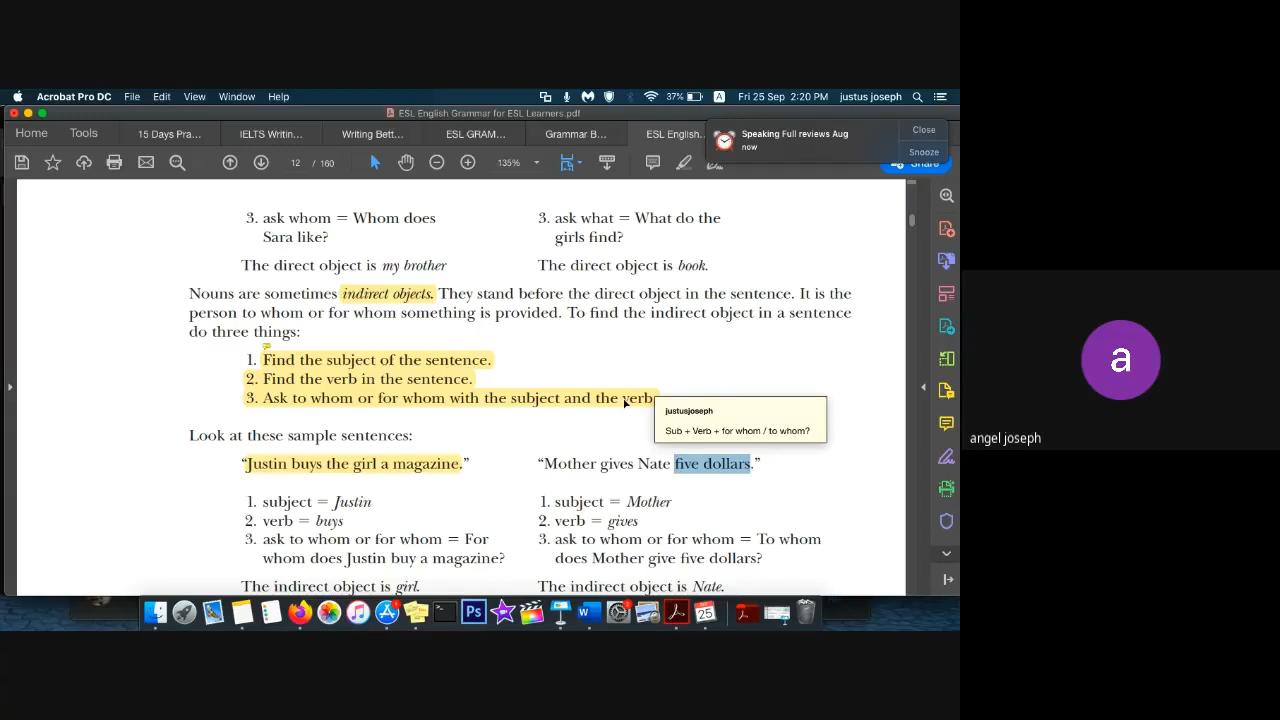 Acrobat Pro DC File Edit View Window Help 37% A Fri 25 Sep 2:20 PM justus joseph
ESL English Grammar for ESL Learners.pdf
Home Tools 15 Days Pra... IELTS Writin... Writing Bett... ESL GRAM... Grammar B... ESL English...
Speaking Full reviews Aug
now
Close
Snooze
12 / 160 135% Share
3. ask whom = Whom does
Sara like?
The direct object is my brother
3. ask what = What do the
girls find?
The direct object is book.
Nouns are sometimes indirect objects. They stand before the direct object in the sentence. It is the
person to whom or for whom something is provided. To find the indirect object in a sentence
do three things:
1. Find the subject of the sentence.
2. Find the verb in the sentence.
3. Ask to whom or for whom with the subject and the verb
justusjoseph
Sub + Verb + for whom / to whom?
Look at these sample sentences:
“Justin buys the girl a magazine.”
1. subject = Justin
2. verb = buys
3. ask to whom or for whom = For
whom does Justin buy a magazine?
The indirect object is girl.
“Mother gives Nate five dollars.”
1. subject = Mother
2. verb = gives
3. ask to whom or for whom = To whom
does Mother give five dollars?
The indirect object is Nate.
Ps
W
25
a
angel joseph